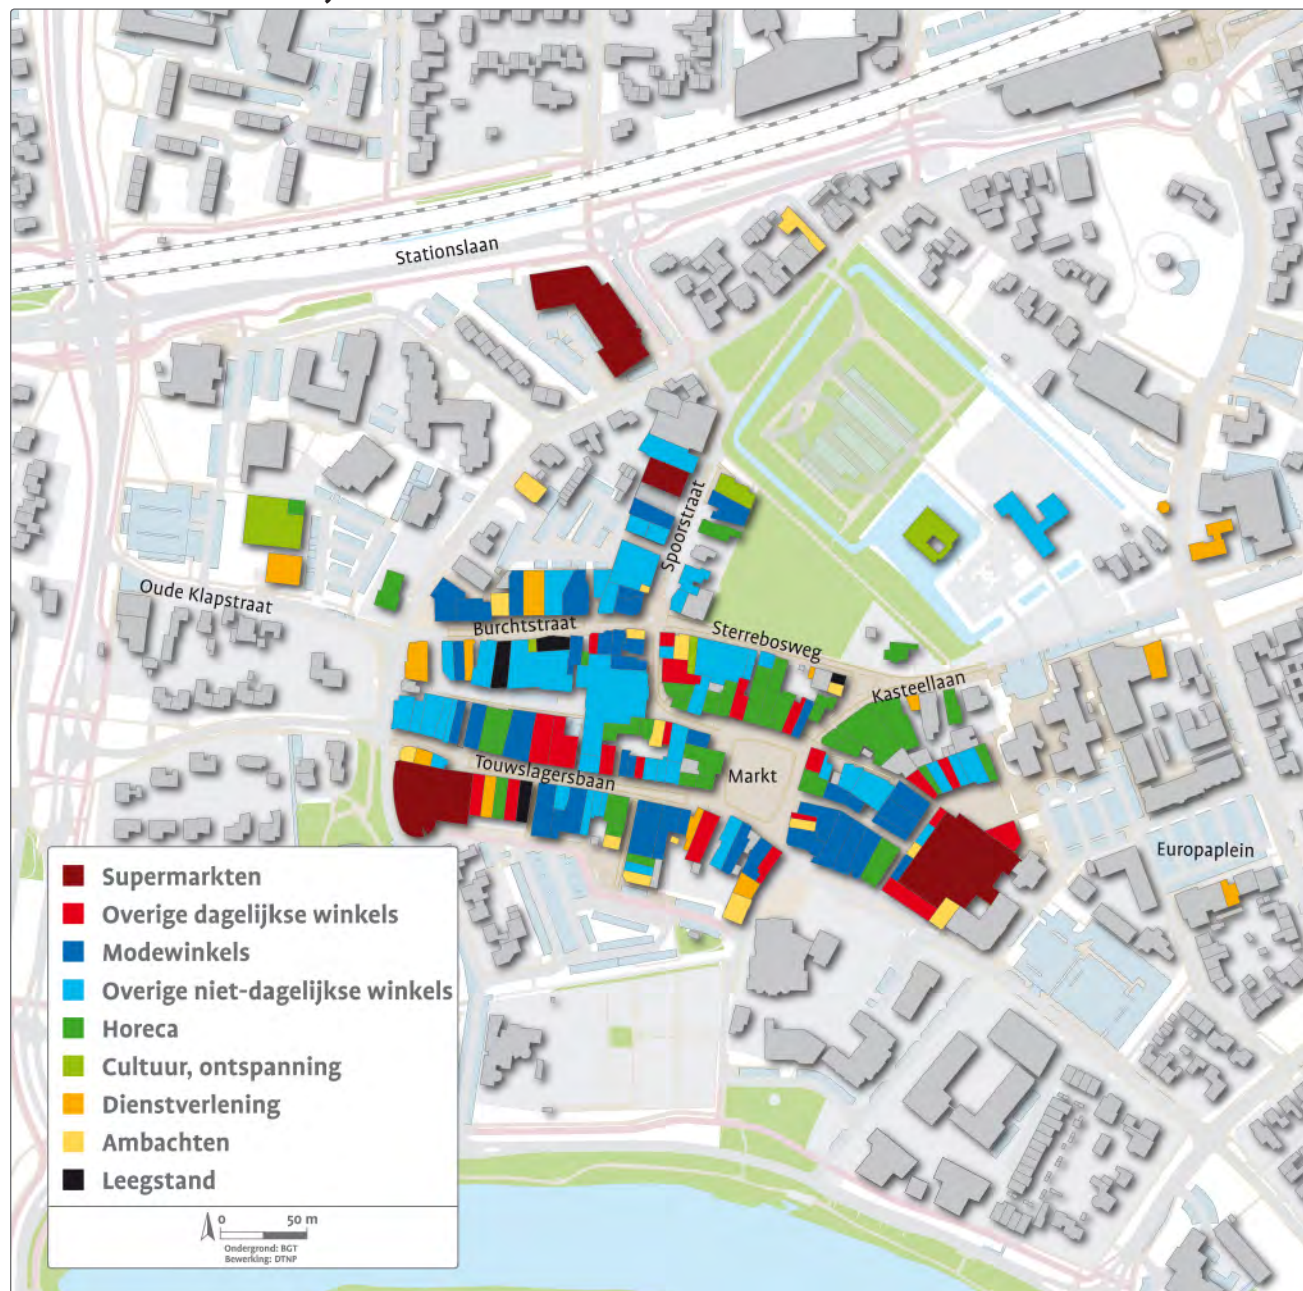 Stationslaan
Spoorstraat
Oude Klapstraat
Burchtstraat
Sterrebosweg
Kasteellaan
Touwslagersbaan
Markt
Europaplein
Supermarkten
Overige dagelijkse winkels
Modewinkels
Overige niet-dagelijkse winkels
Horeca
Cultuur, ontspanning
Dienstverlening
Ambachten
Leegstand
0 50 m
Ondergrond: BGT
Bewerking: DTNP